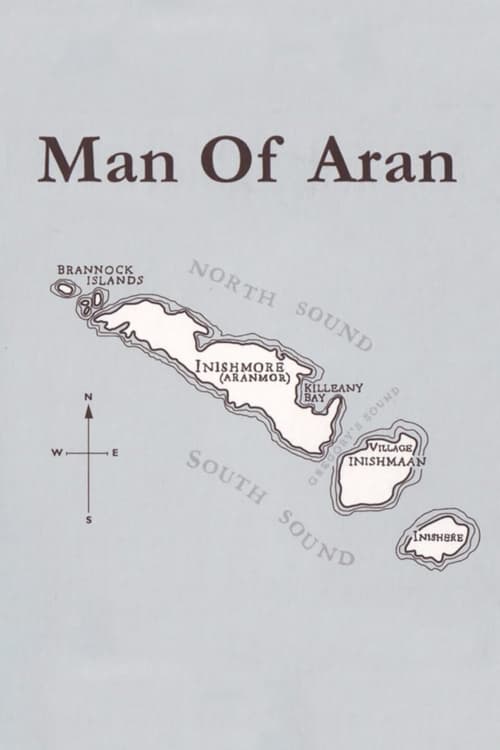 Man Of Aran
BRANNOCK
ISLANDS
NORTH SOUND
INISHMORE
(ARANMOR)
KILLEANY
BAY
GREGORY'S SOUND
N
W E
S
VILLAGE
INISHMAAN
SOUTH SOUND
INISHERE